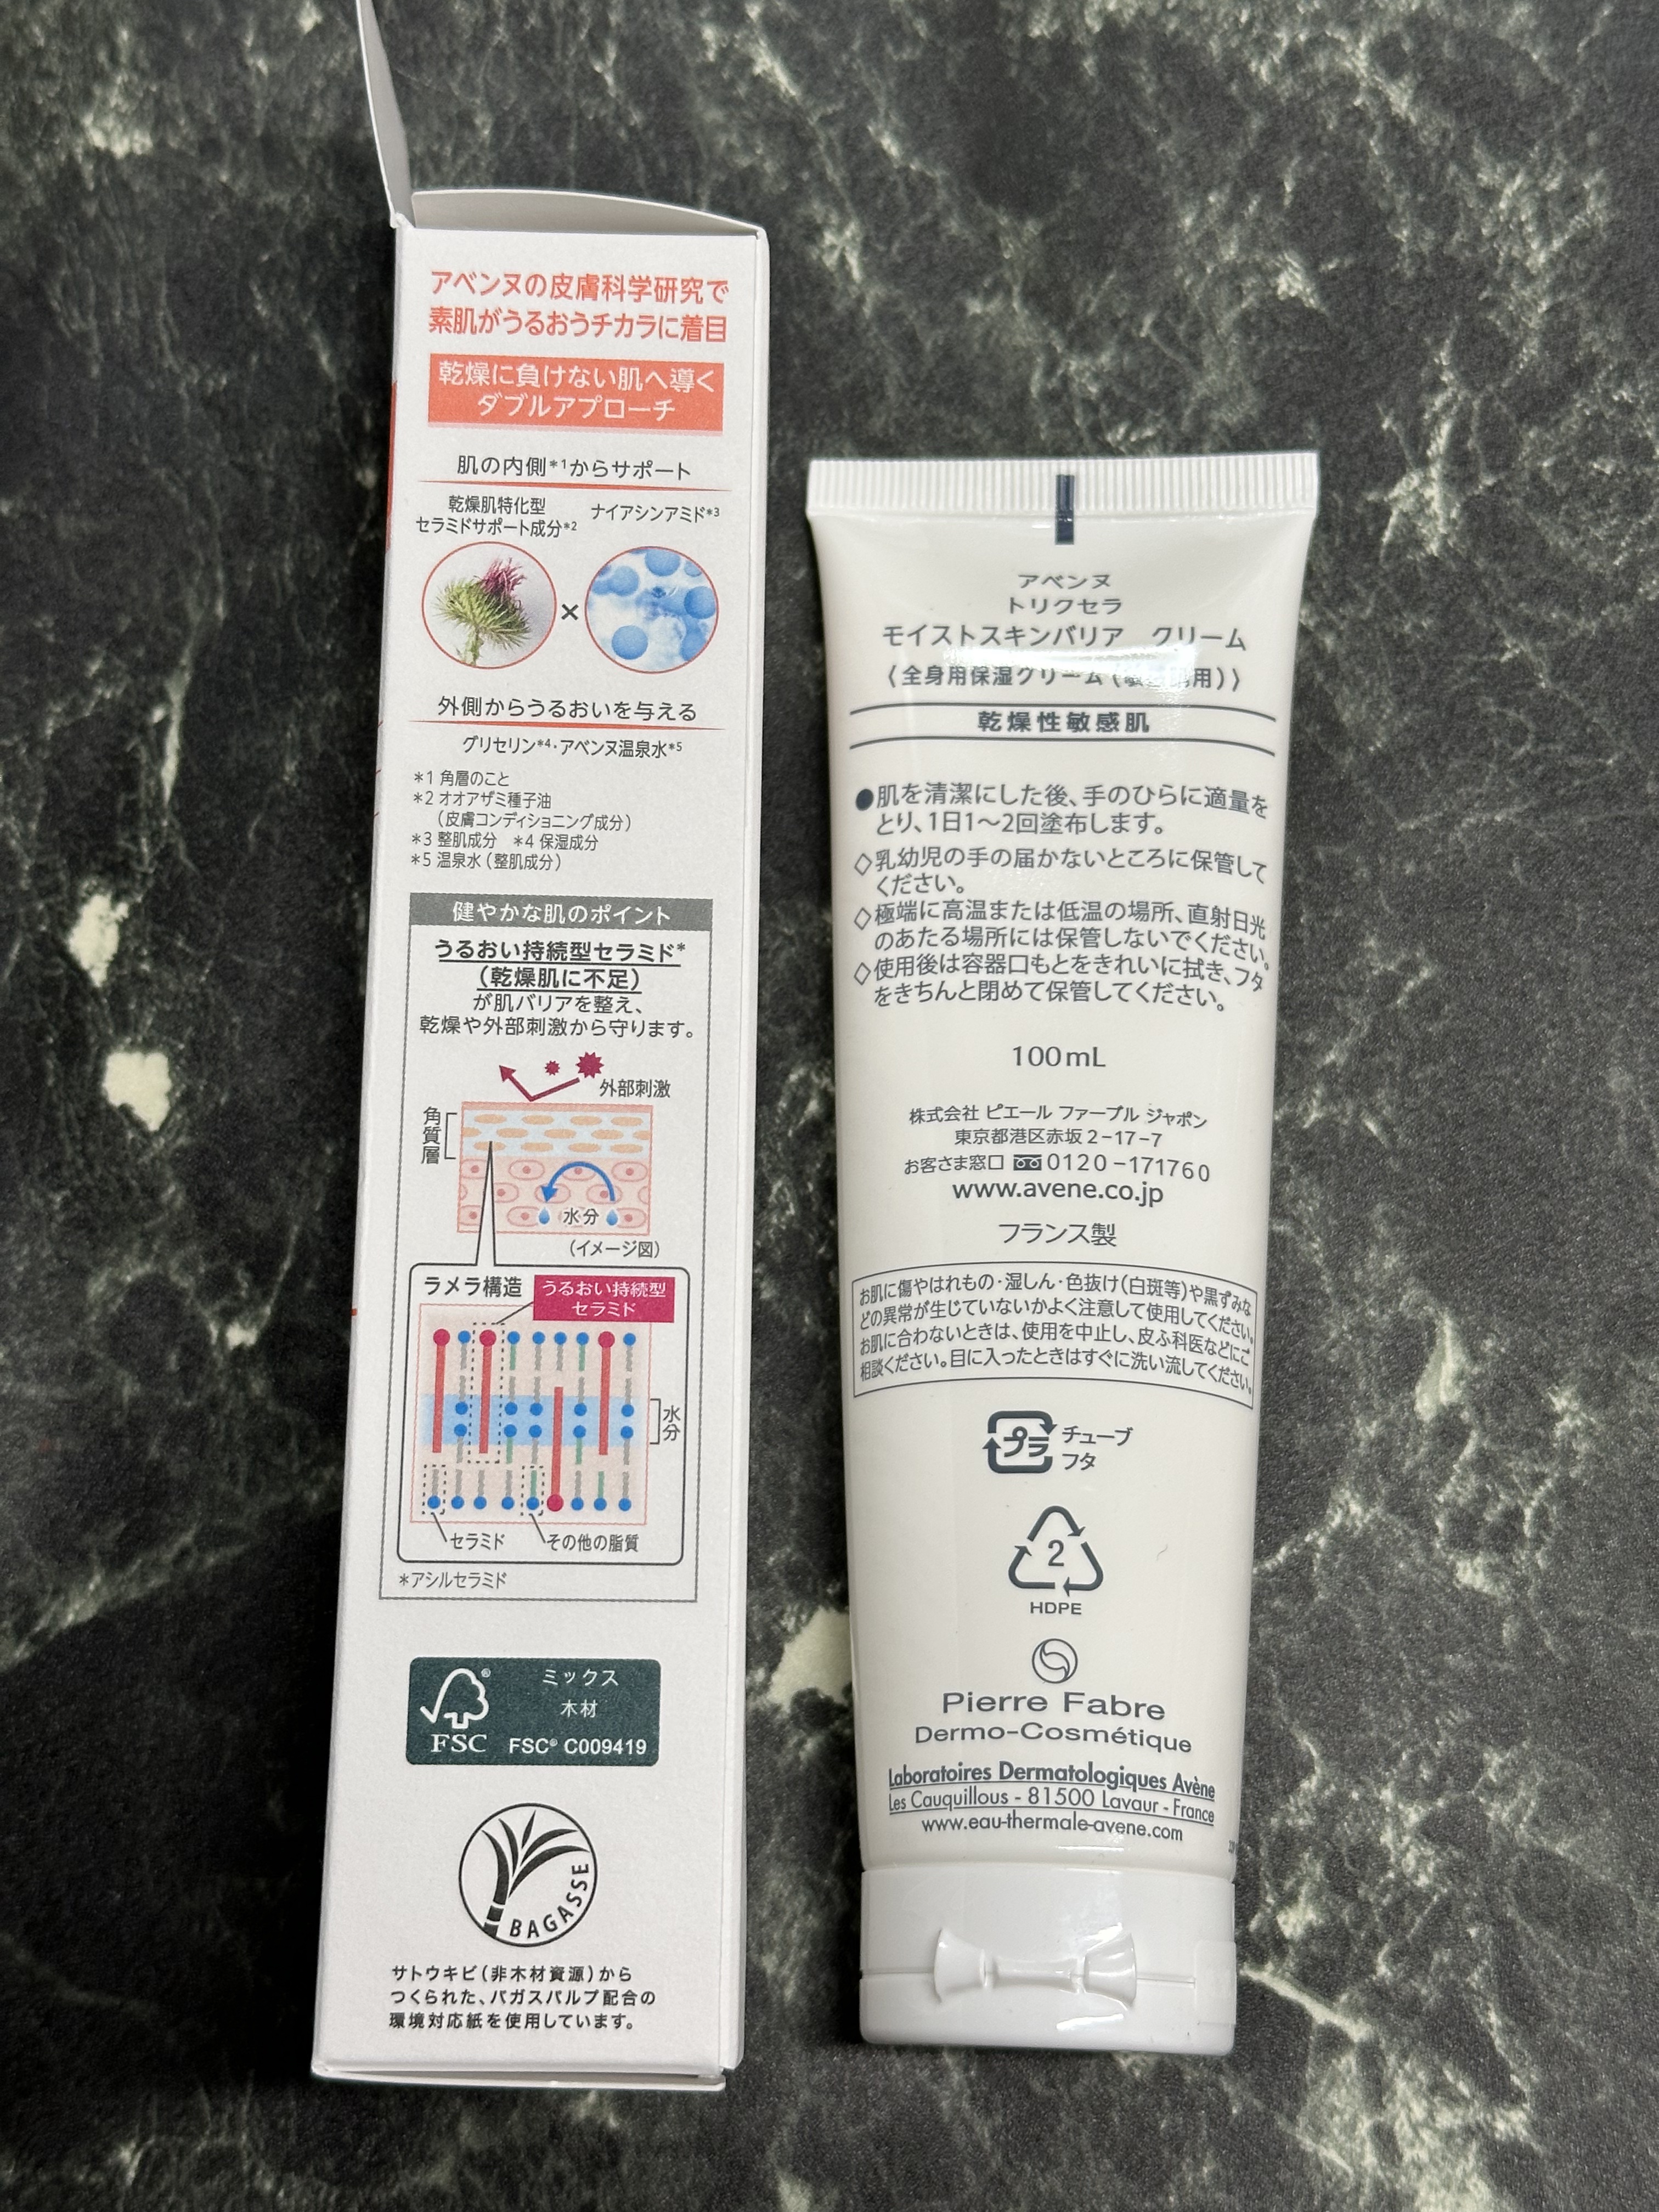 アベンヌの皮膚科学研究で
素肌がうるおうチカラに着目
乾燥に負けない肌へ導く
ダブルアプローチ
肌の内側*1からサポート
乾燥肌特化型
セラミドサポート成分*2
ナイアシンアミド*3
×
外側からうるおいを与える
グリセリン*4・アベンヌ温泉水*5
*1 角層のこと
*2 オオアザミ種子油
(皮膚コンディショニング成分)
*3 整肌成分 *4 保湿成分
*5 温泉水(整肌成分)
健やかな肌のポイント
うるおい持続型セラミド*
(乾燥肌に不足)
が肌バリアを整え、
乾燥や外部刺激から守ります。
外部刺激
角質層
水分
(イメージ図)
ラメラ構造
うるおい持続型
セラミド
水分
セラミド
その他の脂質
*アシルセラミド
ミックス
木材
FSC® C009419
FSC
BAGASSE
サトウキビ(非木材資源)から
つくられた、バガスパルプ配合の
環境対応紙を使用しています。
アベンヌ
トリクセラ
モイストスキンバリア クリーム
〈全身用保湿クリーム(敏感肌用)〉
乾燥性敏感肌
●肌を清潔にした後、手のひらに適量を
とり、1日1〜2回塗布します。
◇乳幼児の手の届かないところに保管して
ください。
◇極端に高温または低温の場所、直射日光
のあたる場所には保管しないでください。
◇使用後は容器口もとをきれいに拭き、フタ
をきちんと閉めて保管してください。
100mL
株式会社 ピエール ファーブル ジャポン
東京都港区赤坂 2-17-7
お客さま窓口 0120-171760
www.avene.co.jp
フランス製
お肌に傷やはれもの・湿しん・色抜け(白斑等)や黒ずみな
どの異常が生じていないかよく注意して使用してください。
お肌に合わないときは、使用を中止し、皮ふ科医などにご
相談ください。目に入ったときはすぐに洗い流してください。
プラ
チューブ
フタ
2
HDPE
Pierre Fabre
Dermo-Cosmétique
Laboratoires Dermatologiques Avène
Les Cauquillous - 81500 Lavaur - France
www.eau-thermale-avene.com